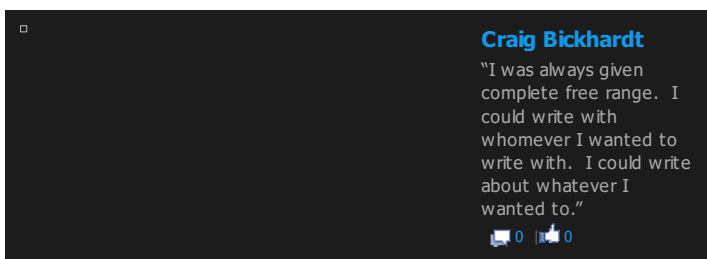 Craig Bickhardt
“I was always given
complete free range.  I
could write with
whomever I wanted to
write with.  I could write
about whatever I
wanted to.”
0 | 0